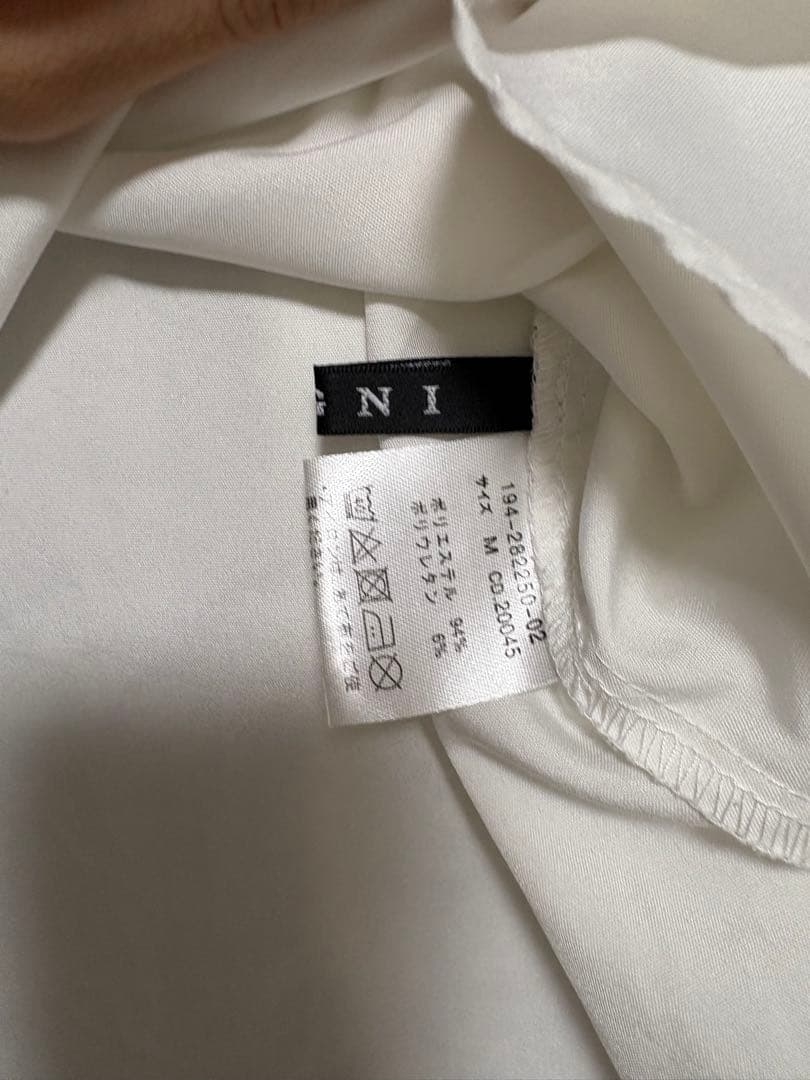 I N
194-282250-02
サイズ M CO.20045
ポリエステル 94%
ポリウレタン 6%